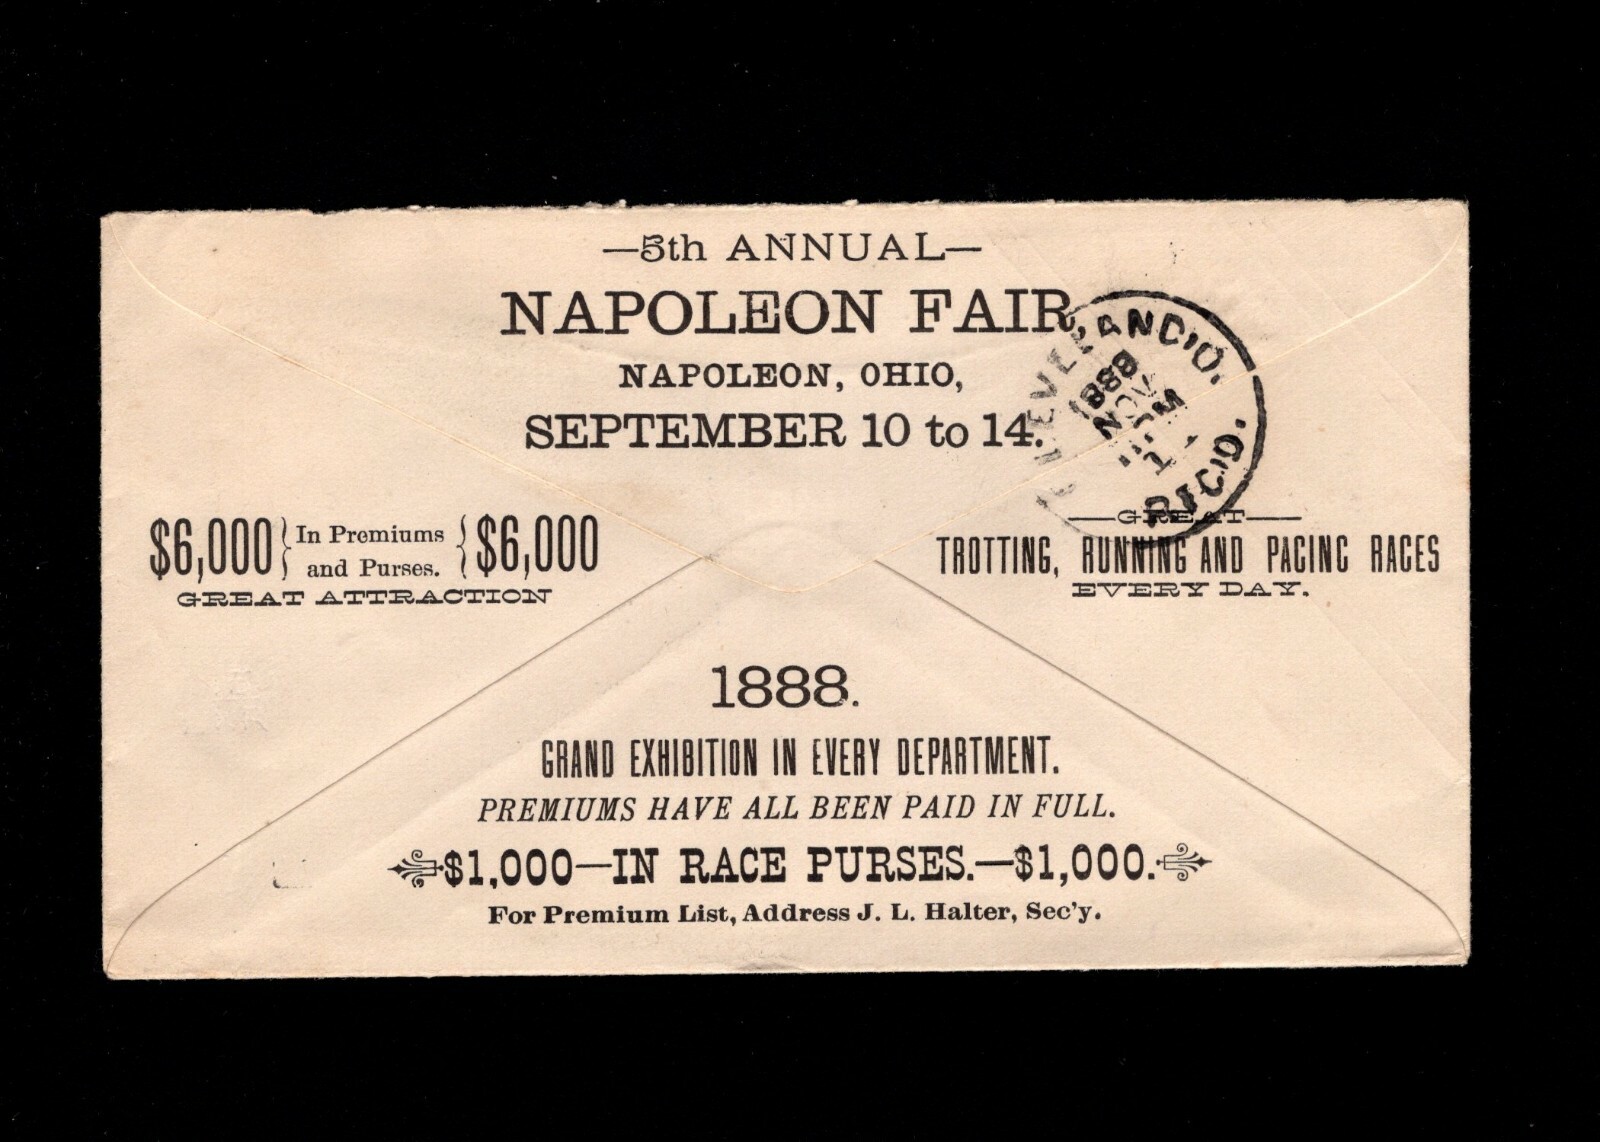 —5th ANNUAL—
NAPOLEON FAIR,
NAPOLEON, OHIO,
SEPTEMBER 10 to 14.
$6,000 { In Premiums and Purses. } $6,000
GREAT ATTRACTION
—GREAT—
TROTTING, RUNNING AND PACING RACES
EVERY DAY.
1888.
GRAND EXHIBITION IN EVERY DEPARTMENT.
PREMIUMS HAVE ALL BEEN PAID IN FULL.
$1,000—IN RACE PURSES.—$1,000.
For Premium List, Address J. L. Halter, Sec'y.
CLEVELAND, O.
1888
NOV
REC'D.